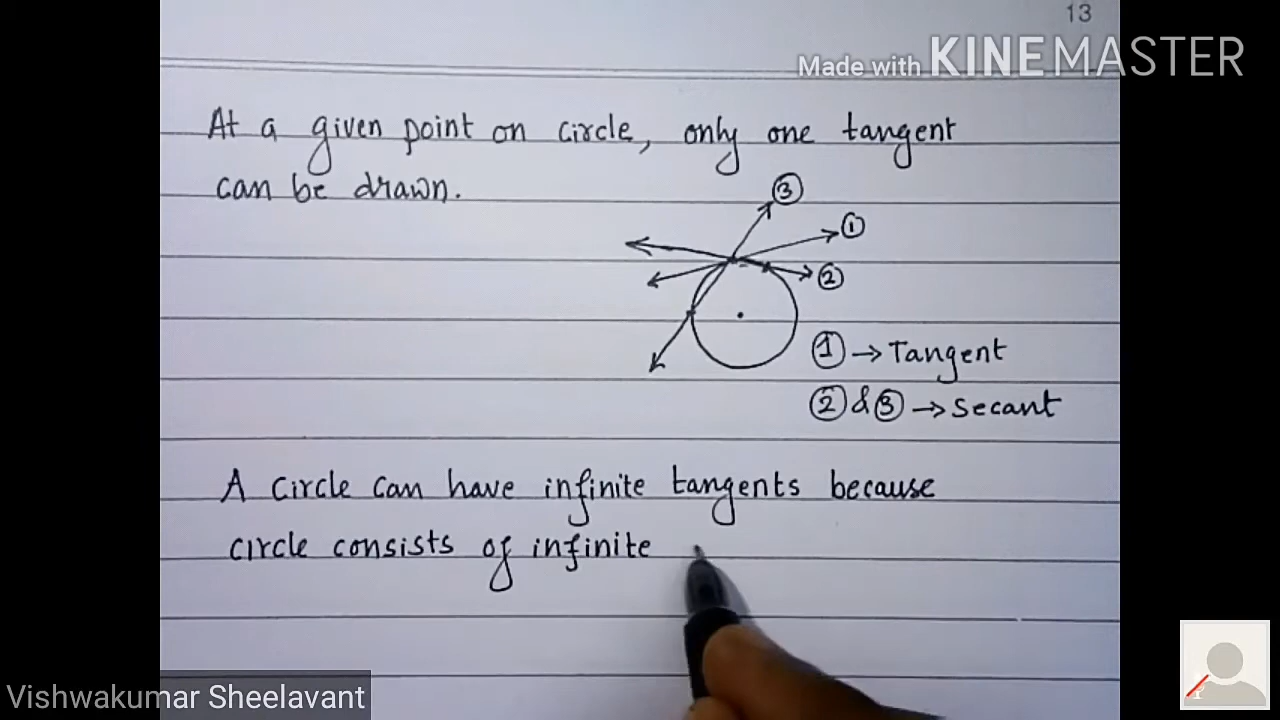 13
Made with KINEMASTER
At a given point on circle, only one tangent
can be drawn.
③
①
②
① → Tangent
② & ③ → Secant
A circle can have infinite tangents because
circle consists of infinite
Vishwakumar Sheelavant